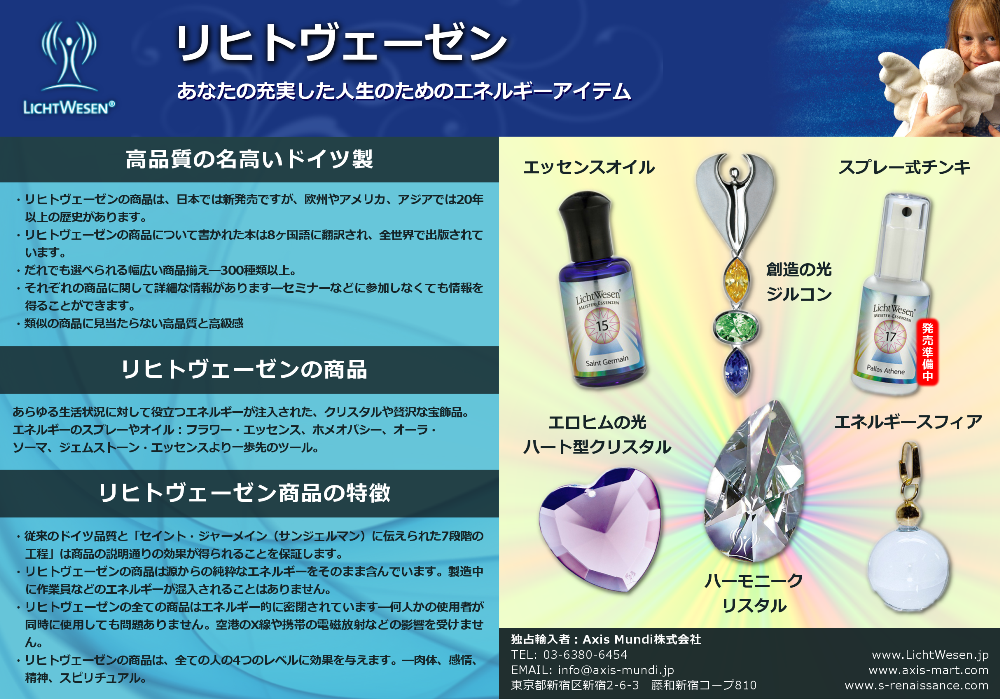 LICHTWESEN®
リヒトヴェーゼン
あなたの充実した人生のためのエネルギーアイテム
高品質の名高いドイツ製
・リヒトヴェーゼンの商品は、日本では新発売ですが、欧州やアメリカ、アジアでは20年
以上の歴史があります。
・リヒトヴェーゼンの商品について書かれた本は8ヶ国語に翻訳され、全世界で出版されて
います。
・だれでも選べられる幅広い商品揃え—300種類以上。
・それぞれの商品に関して詳細な情報があります—セミナーなどに参加しなくても情報を
得ることができます。
・類似の商品に見当たらない高品質と高級感
リヒトヴェーゼンの商品
あらゆる生活状況に対して役立つエネルギーが注入された、クリスタルや贅沢な宝飾品。
エネルギーのスプレーやオイル：フラワー・エッセンス、ホメオパシー、オーラ・
ソーマ、ジェムストーン・エッセンスより一歩先のツール。
リヒトヴェーゼン商品の特徴
・従来のドイツ品質と「セイント・ジャーメイン（サンジェルマン）に伝えられた7段階の
工程」は商品の説明通りの効果が得られることを保証します。
・リヒトヴェーゼンの商品は源からの純粋なエネルギーをそのまま含んでいます。製造中
に作業員などのエネルギーが混入されることはありません。
・リヒトヴェーゼンの全ての商品はエネルギー的に密閉されています—何人かの使用者が
同時に使用しても問題ありません。空港のX線や携帯の電磁放射などの影響を受けませ
ん。
・リヒトヴェーゼンの商品は、全ての人の4つのレベルに効果を与えます。—肉体、感情、
精神、スピリチュアル。
エッセンスオイル
LichtWesen®
MEISTER-ESSENZEN
15
Saint Germain
創造の光
ジルコン
スプレー式チンキ
LichtWesen®
MEISTER-ESSENZEN
17
Pallas Athene
発売準備中
エロヒムの光
ハート型クリスタル
ハーモニーク
リスタル
エネルギースフィア
独占輸入者：Axis Mundi株式会社
TEL: 03-6380-6454
EMAIL: info@axis-mundi.jp
東京都新宿区新宿2-6-3 藤和新宿コープ810
www.LichtWesen.jp
www.axis-mart.com
www.s-renaissance.com